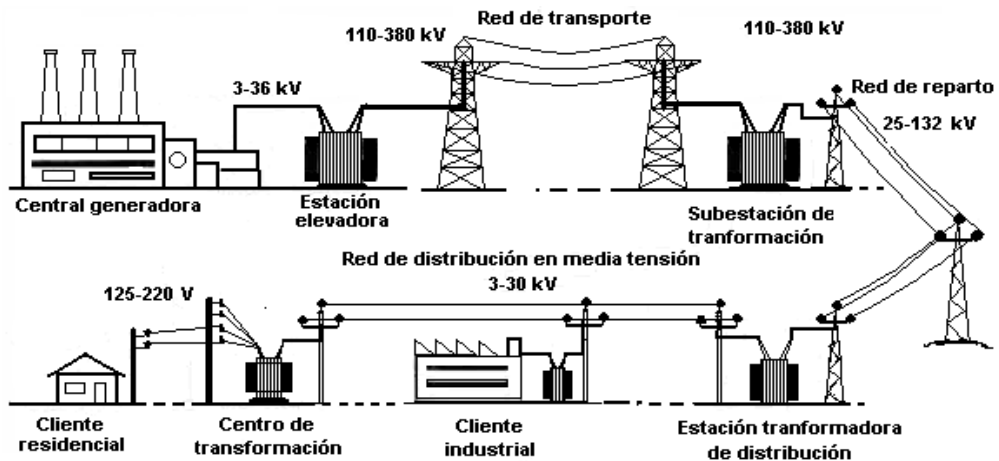 Red de transporte
110-380 kV
110-380 kV
3-36 kV
Red de reparto
25-132 kV
Central generadora
Estación
elevadora
Subestación de
tranformación
Red de distribución en media tensión
3-30 kV
125-220 V
Cliente
residencial
Centro de
transformación
Cliente
industrial
Estación tranformadora
de distribución